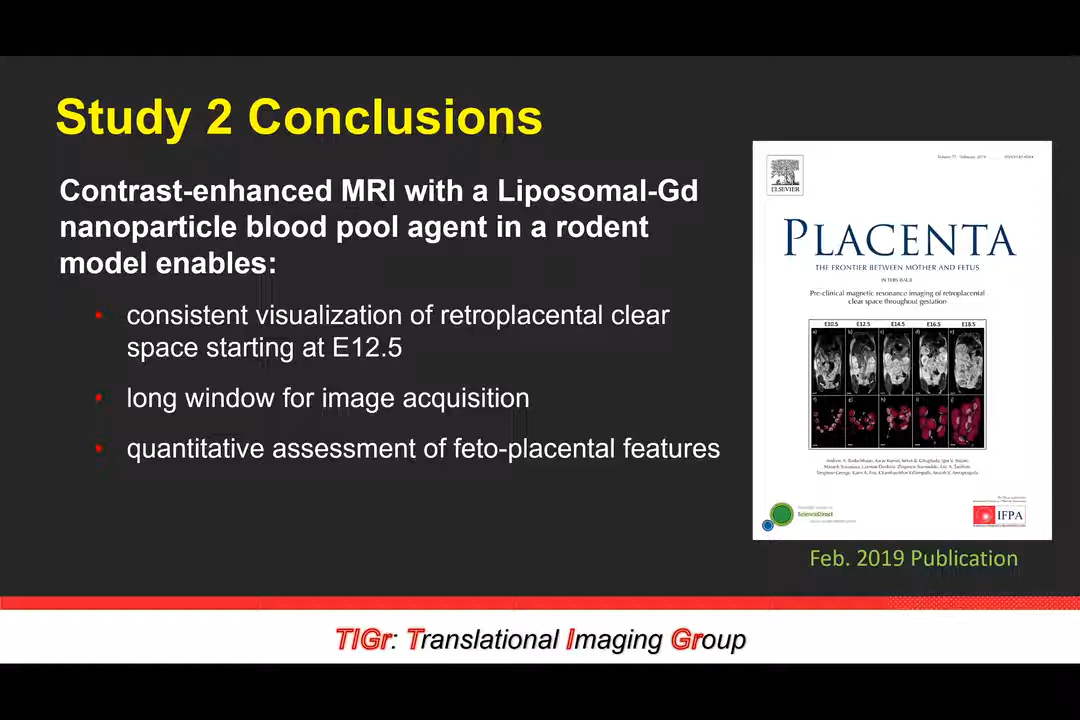 Study 2 Conclusions
Contrast-enhanced MRI with a Liposomal-Gd
nanoparticle blood pool agent in a rodent
model enables:
• consistent visualization of retroplacental clear
space starting at E12.5
• long window for image acquisition
• quantitative assessment of feto-placental features
ELSEVIER
PLACENTA
THE FRONTIER BETWEEN MOTHER AND FETUS
IN THIS ISSUE
Pre-clinical magnetic resonance imaging of retroplacental
clear space throughout gestation
E10.5 E12.5 E14.5 E16.5 E18.5
ScienceDirect
IFPA
Feb. 2019 Publication
TIGr: Translational Imaging Group